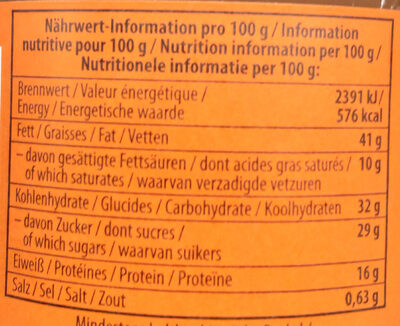 Nährwert-Information pro 100 g / Information
nutritive pour 100 g / Nutrition information per 100 g /
Nutritionele informatie per 100 g:
Brennwert / Valeur énergétique / 2391 kJ /
Energy / Energetische waarde 576 kcal
Fett / Graisses / Fat / Vetten 41 g
– davon gesättigte Fettsäuren / dont acides gras saturés / 10 g
of which saturates / waarvan verzadigde vetzuren
Kohlenhydrate / Glucides / Carbohydrate / Koolhydraten 32 g
– davon Zucker / dont sucres / 29 g
of which sugars / waarvan suikers
Eiweiß / Protéines / Protein / Proteïne 16 g
Salz / Sel / Salt / Zout 0,63 g